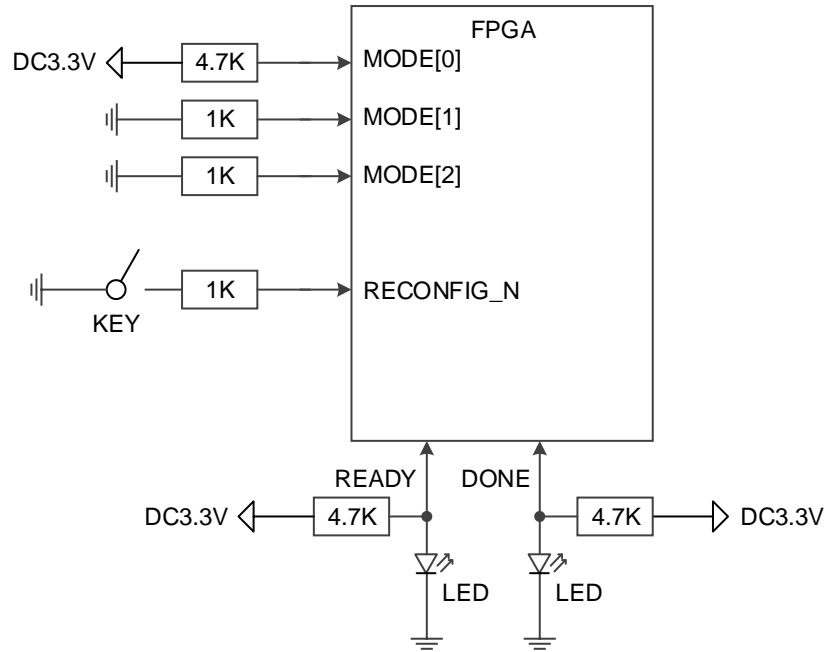 FPGA
DC3.3V 4.7K MODE[0]
1K MODE[1]
1K MODE[2]
1K RECONFIG_N
KEY
READY DONE
DC3.3V 4.7K 4.7K DC3.3V
LED LED